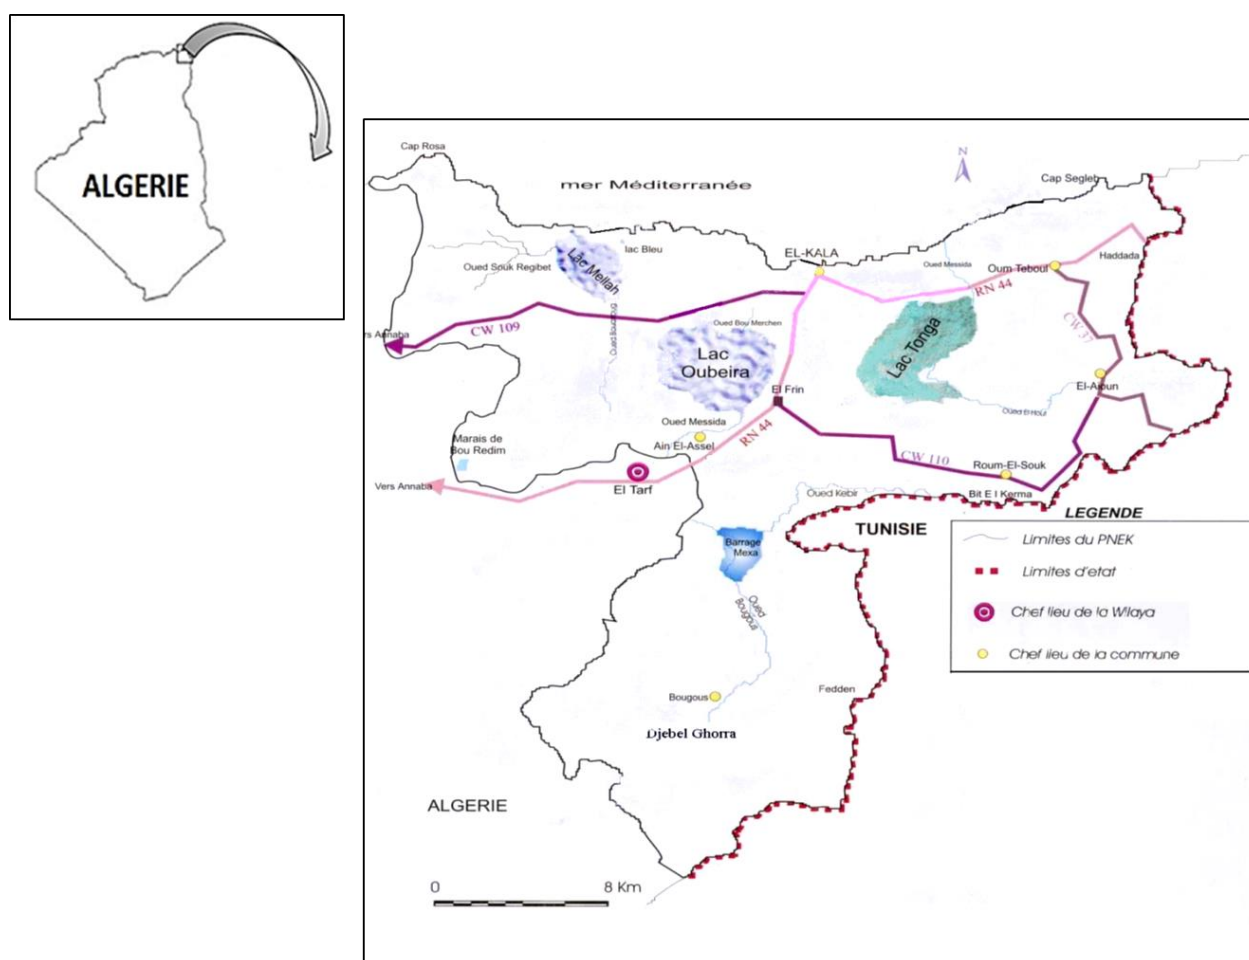 ALGERIE
Cap Rosa
mer Méditerranée
N
Cap Segleb
lac Bleu
Lac Mellah
Oued Souk Regibet
EL-KALA
Oued Messida
Oum Teboul
Haddada
RN 44
CW 109
Vers Annaba
Oued Bou Merchen
Lac
Oubeira
Lac Tonga
CW 37
El Frin
El-Aioun
Oued El Hout
Oued Messida
Ain El-Assel
RN 44
Marais de
Bou Redim
CW 110
Roum-El-Souk
Vers Annaba
El Tarf
Oued Kebir
Bit E l Kerma
TUNISIE
Barrage
Mexa
Oued
Bougous
Fedden
Djebel Ghorra
ALGERIE
0 8 Km
LEGENDE
Limites du PNEK
Limites d'etat
Chef lieu de la Wilaya
Chef lieu de la commune